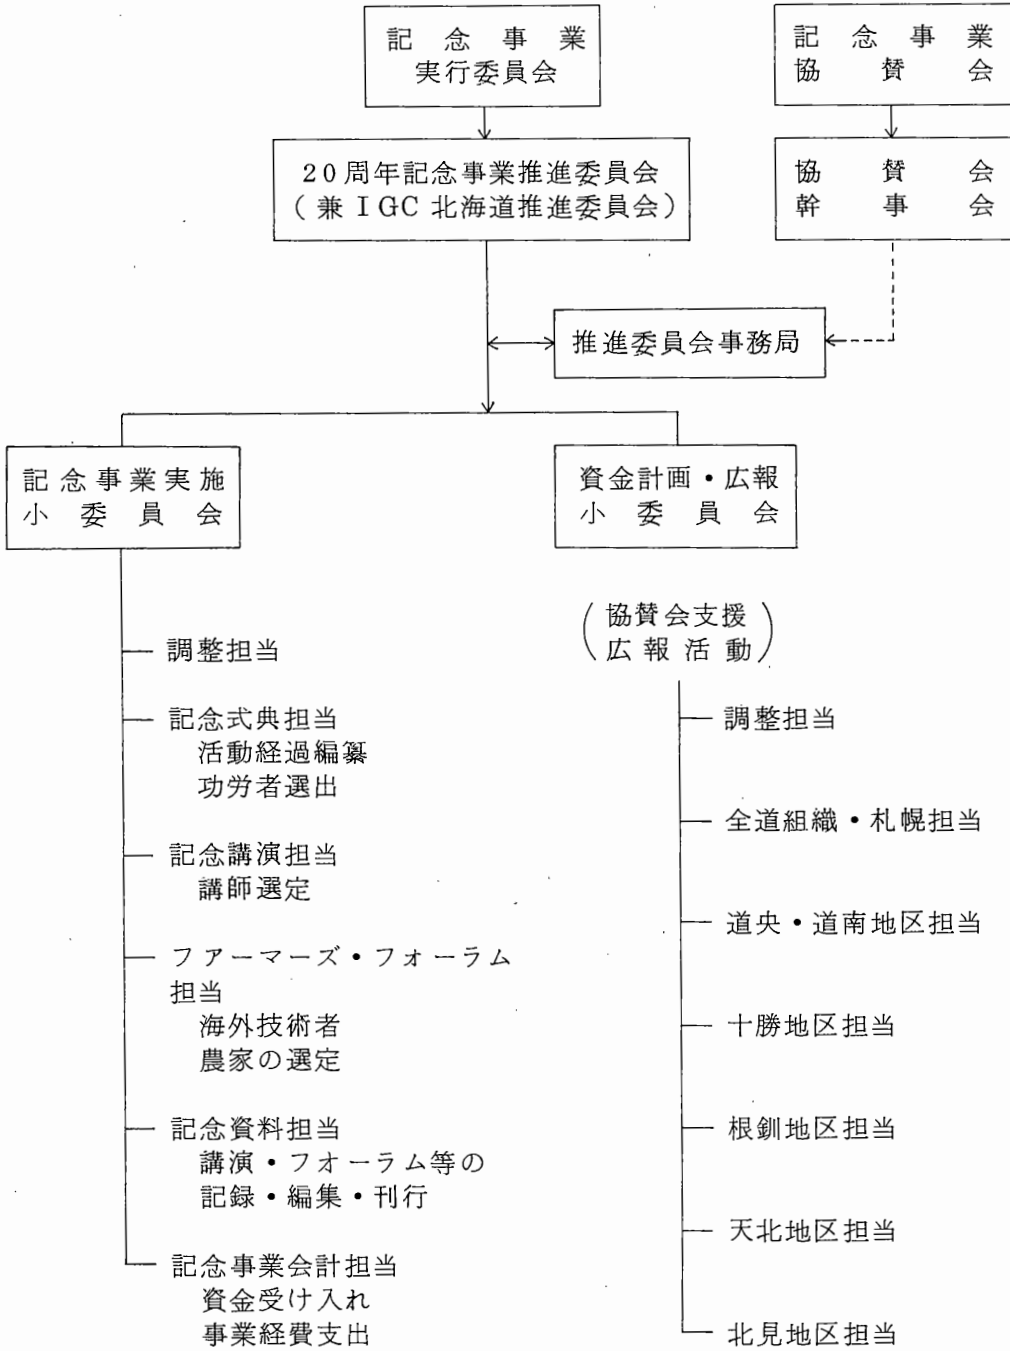 記念事業
実行委員会
記念事業
協賛会
20周年記念事業推進委員会
(兼IGC北海道推進委員会)
協賛会
幹事会
推進委員会事務局
記念事業実施
小委員会
資金計画・広報
小委員会
(協賛会支援
広報活動)
調整担当
記念式典担当
活動経過編纂
功労者選出
記念講演担当
講師選定
フアーマーズ・フォーラム
担当
海外技術者
農家の選定
記念資料担当
講演・フオーラム等の
記録・編集・刊行
記念事業会計担当
資金受け入れ
事業経費支出
調整担当
全道組織・札幌担当
道央・道南地区担当
十勝地区担当
根釧地区担当
天北地区担当
北見地区担当